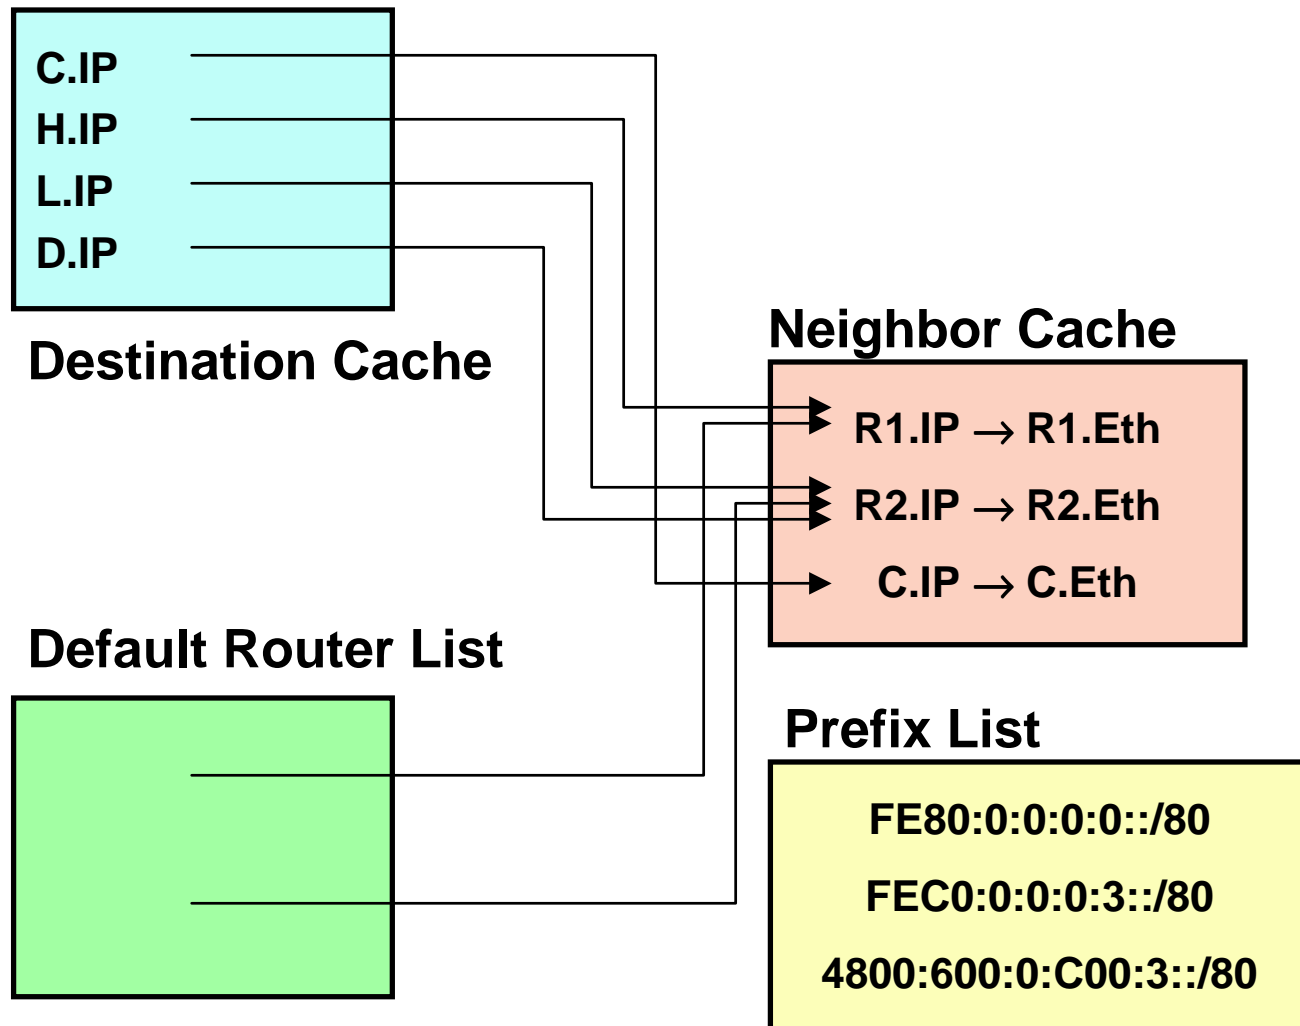 C.IP
H.IP
L.IP
D.IP
Destination Cache
Neighbor Cache
R1.IP → R1.Eth
R2.IP → R2.Eth
C.IP → C.Eth
Default Router List
Prefix List
FE80:0:0:0:0::/80
FEC0:0:0:0:3::/80
4800:600:0:C00:3::/80